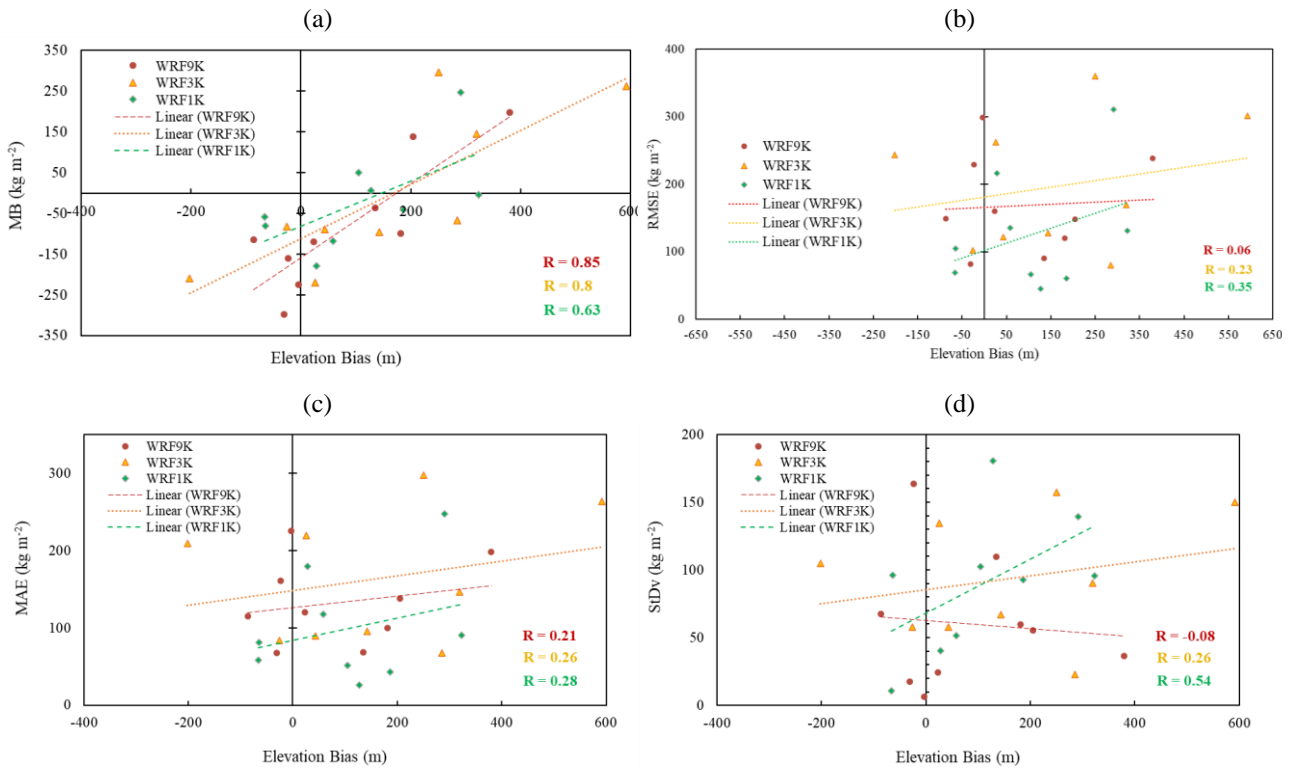 (a)
350
250
150
50
-50
-150
-250
350
-400
-200
0
200
400
600
MB (kg m-2)
Elevation Bias (m)
WRF9K
WRF3K
WRF1K
Linear (WRF9K)
Linear (WRF3K)
Linear (WRF1K)
R = 0.85
R = 0.8
R = 0.63
(b)
400
300
200
100
0
-650
-550
-450
-350
-250
-150
-50
50
150
250
350
450
550
650
RMSE (kg m-2)
Elevation Bias (m)
WRF9K
WRF3K
WRF1K
Linear (WRF9K)
Linear (WRF3K)
Linear (WRF1K)
R = 0.06
R = 0.23
R = 0.35
(c)
300
200
100
0
-400
-200
0
200
400
600
MAE (kg m-2)
Elevation Bias (m)
WRF9K
WRF3K
WRF1K
Linear (WRF9K)
Linear (WRF3K)
Linear (WRF1K)
R = 0.21
R = 0.26
R = 0.28
(d)
200
150
100
50
0
-400
-200
0
200
400
600
StDv (kg m-2)
Elevation Bias (m)
WRF9K
WRF3K
WRF1K
Linear (WRF9K)
Linear (WRF3K)
Linear (WRF1K)
R = -0.08
R = 0.26
R = 0.54